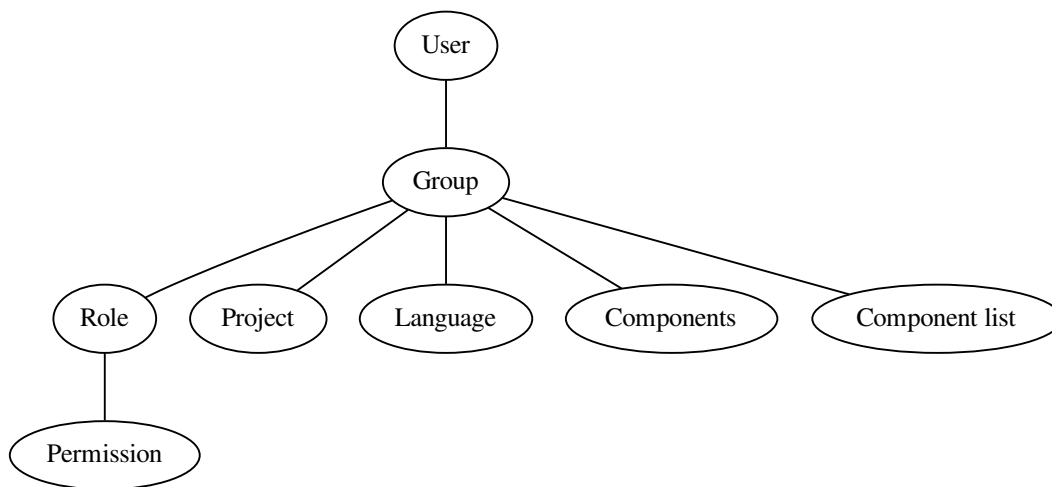 User
Group
Role
Project
Language
Components
Component list
Permission